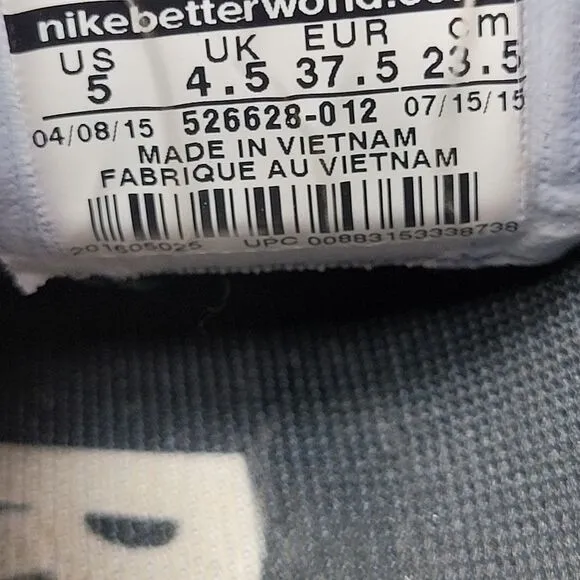 nikebetterworld.com
US UK EUR cm
5 4.5 37.5 23.5
04/08/15 526628-012 07/15/15
MADE IN VIETNAM
FABRIQUE AU VIETNAM
201605025 UPC 00883153338738